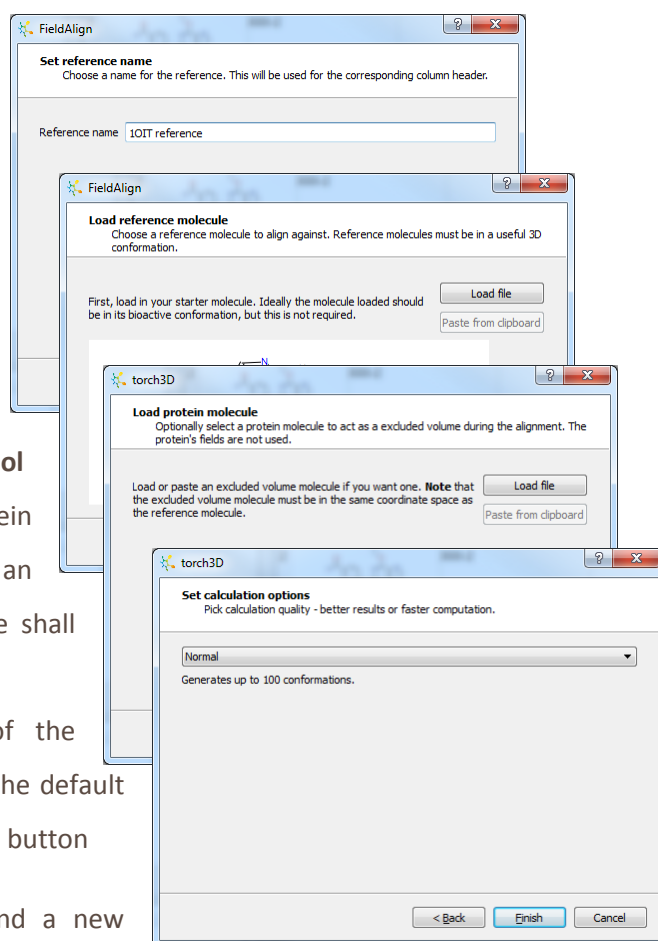 FieldAlign
Set reference name
Choose a name for the reference. This will be used for the corresponding column header.
Reference name 1OIT reference
FieldAlign
Load reference molecule
Choose a reference molecule to align against. Reference molecules must be in a useful 3D
conformation.
First, load in your starter molecule. Ideally the molecule loaded should
be in its bioactive conformation, but this is not required.
Load file
Paste from clipboard
N
torch3D
Load protein molecule
Optionally select a protein molecule to act as a excluded volume during the alignment. The
protein's fields are not used.
Load or paste an excluded volume molecule if you want one. Note that
the excluded volume molecule must be in the same coordinate space as
the reference molecule.
Load file
Paste from clipboard
torch3D
Set calculation options
Pick calculation quality - better results or faster computation.
Normal
Generates up to 100 conformations.
< Back Finish Cancel
ol
ein
an
e shall
of the
he default
button
nd a new